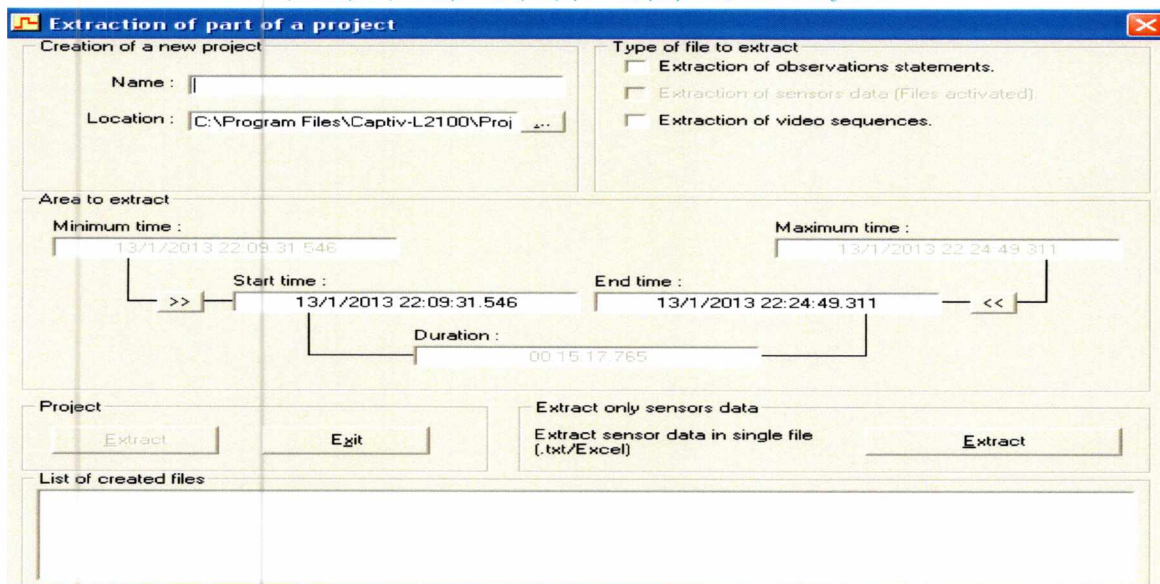 Extraction of part of a project
Creation of a new project
Name :
Location : C:\Program Files\Captiv-L2100\Proj ...
Type of file to extract
Extraction of observations statements.
Extraction of sensors data (Files activated).
Extraction of video sequences.
Area to extract
Minimum time :
13/1/2013 22:09:31.546
Maximum time :
13/1/2013 22:24:49.311
Start time :
>> 13/1/2013 22:09:31.546
End time :
13/1/2013 22:24:49.311 <<
Duration :
00:15:17.765
Project
Extract
Exit
Extract only sensors data
Extract sensor data in single file
(.txt/Excel)
Extract
List of created files